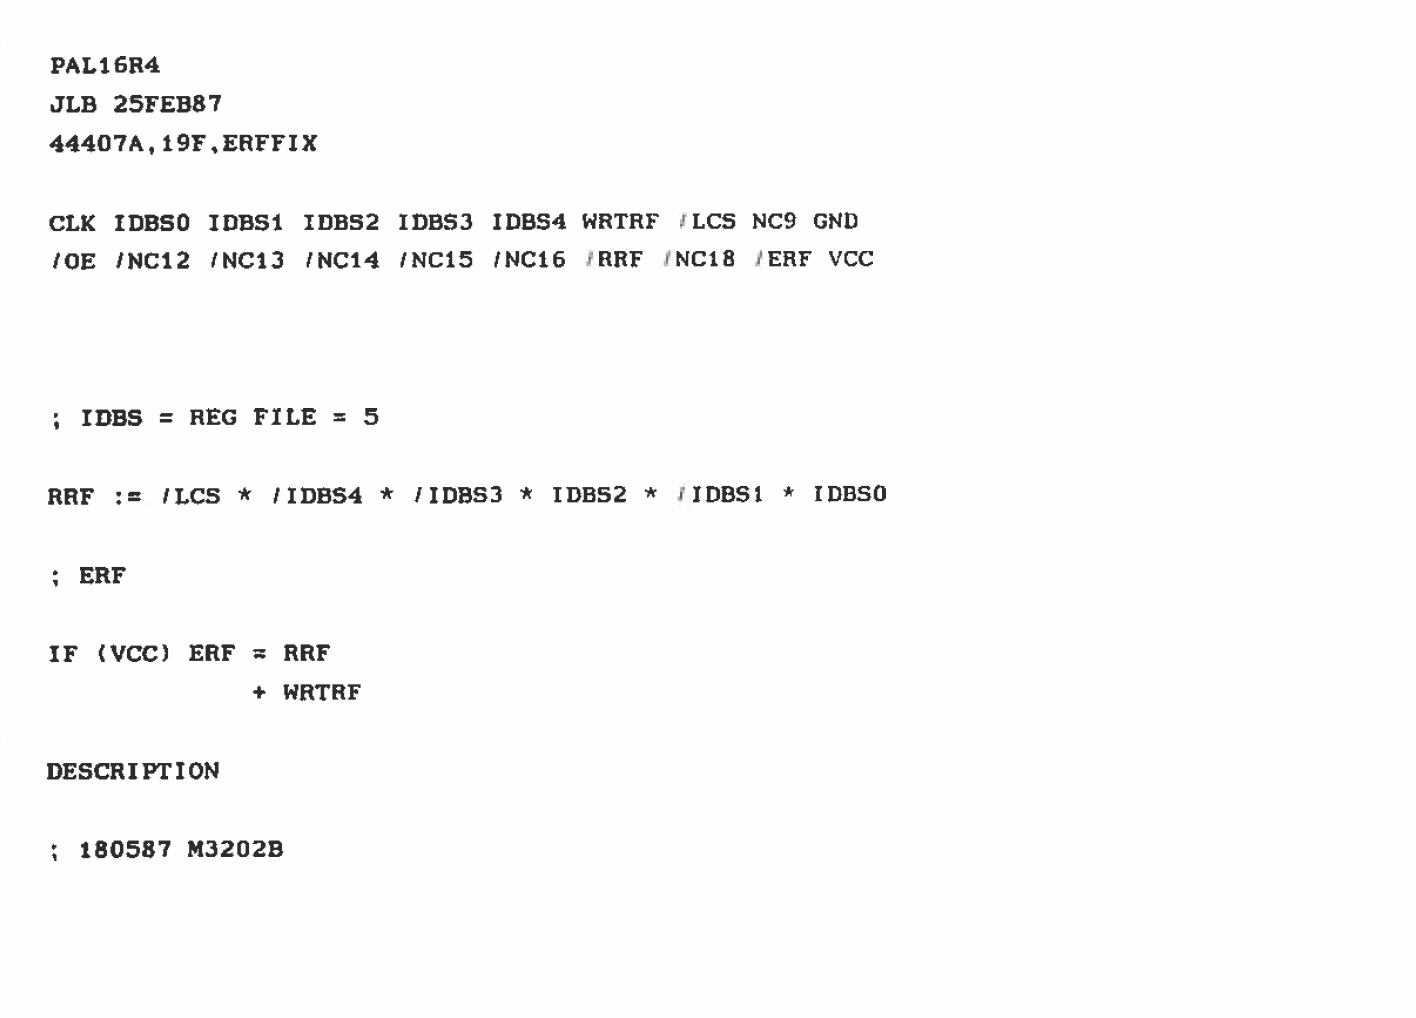 PAL16R4
JLB 25FEB87
44407A,19F,ERFFIX
CLK IDBS0 IDBS1 IDBS2 IDBS3 IDBS4 WRTRF /LCS NC9 GND
/OE /NC12 /NC13 /NC14 /NC15 /NC16 /RRF /NC18 /ERF VCC
; IDBS = REG FILE = 5
RRF := /LCS * /IDBS4 * /IDBS3 * IDBS2 * /IDBS1 * IDBS0
; ERF
IF (VCC) ERF = RRF
+ WRTRF
DESCRIPTION
; 180587 M3202B